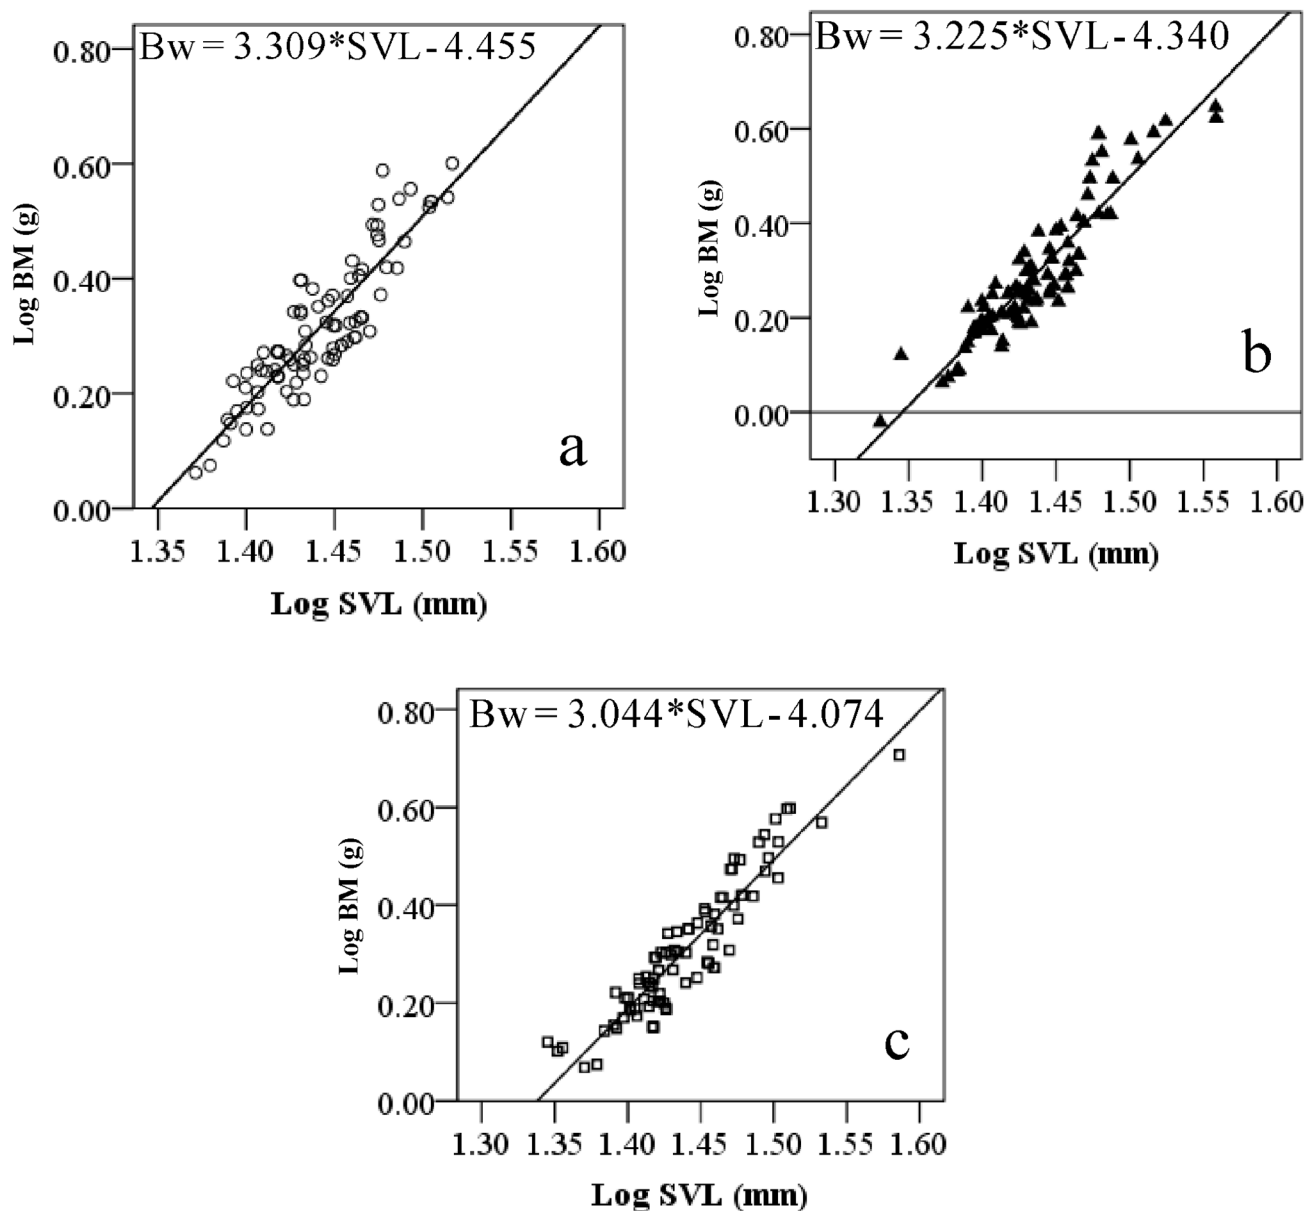 Bw = 3.309*SVL-4.455
0.80
0.60
0.40
0.20
0.00
Log BM (g)
a
1.35 1.40 1.45 1.50 1.55 1.60
Log SVL (mm)
Bw = 3.225*SVL-4.340
0.80
0.60
0.40
0.20
0.00
Log BM (g)
b
1.30 1.35 1.40 1.45 1.50 1.55 1.60
Log SVL (mm)
Bw = 3.044*SVL-4.074
0.80
0.60
0.40
0.20
0.00
Log BM (g)
c
1.30 1.35 1.40 1.45 1.50 1.55 1.60
Log SVL (mm)